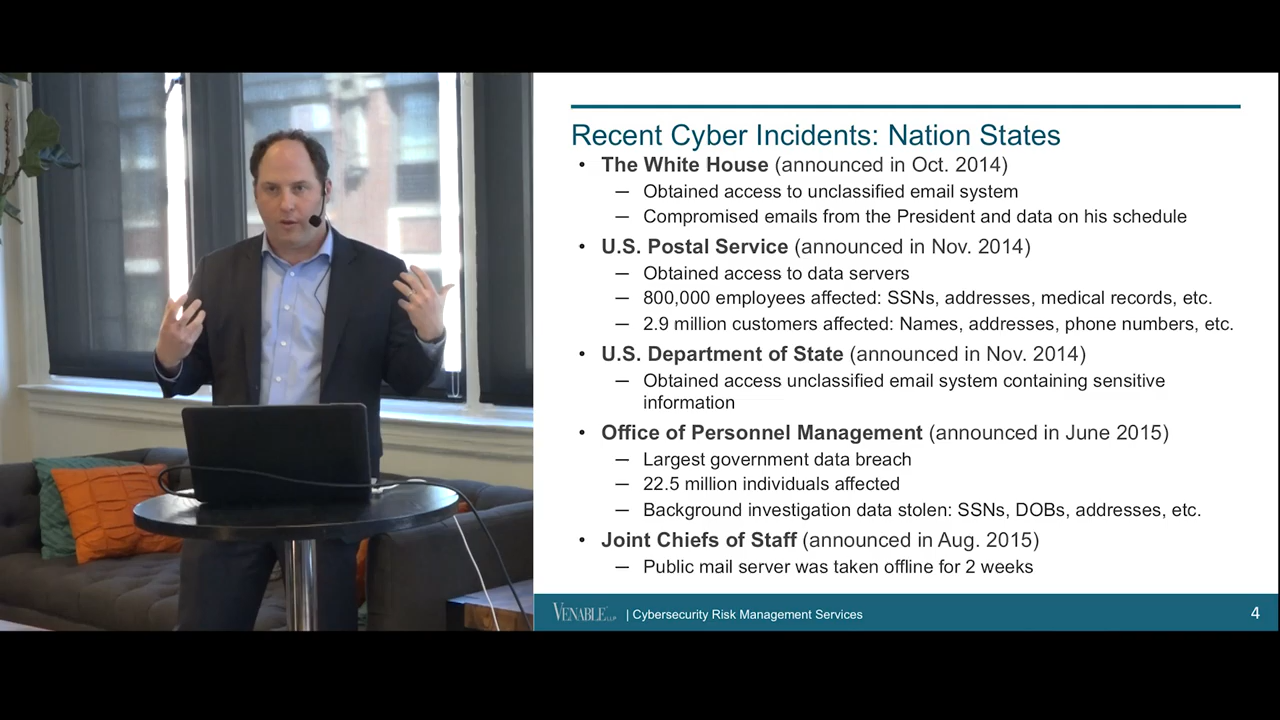 Recent Cyber Incidents: Nation States
• The White House (announced in Oct. 2014)
— Obtained access to unclassified email system
— Compromised emails from the President and data on his schedule
• U.S. Postal Service (announced in Nov. 2014)
— Obtained access to data servers
— 800,000 employees affected: SSNs, addresses, medical records, etc.
— 2.9 million customers affected: Names, addresses, phone numbers, etc.
• U.S. Department of State (announced in Nov. 2014)
— Obtained access unclassified email system containing sensitive
information
• Office of Personnel Management (announced in June 2015)
— Largest government data breach
— 22.5 million individuals affected
— Background investigation data stolen: SSNs, DOBs, addresses, etc.
• Joint Chiefs of Staff (announced in Aug. 2015)
— Public mail server was taken offline for 2 weeks
VENABLE LLP | Cybersecurity Risk Management Services 4